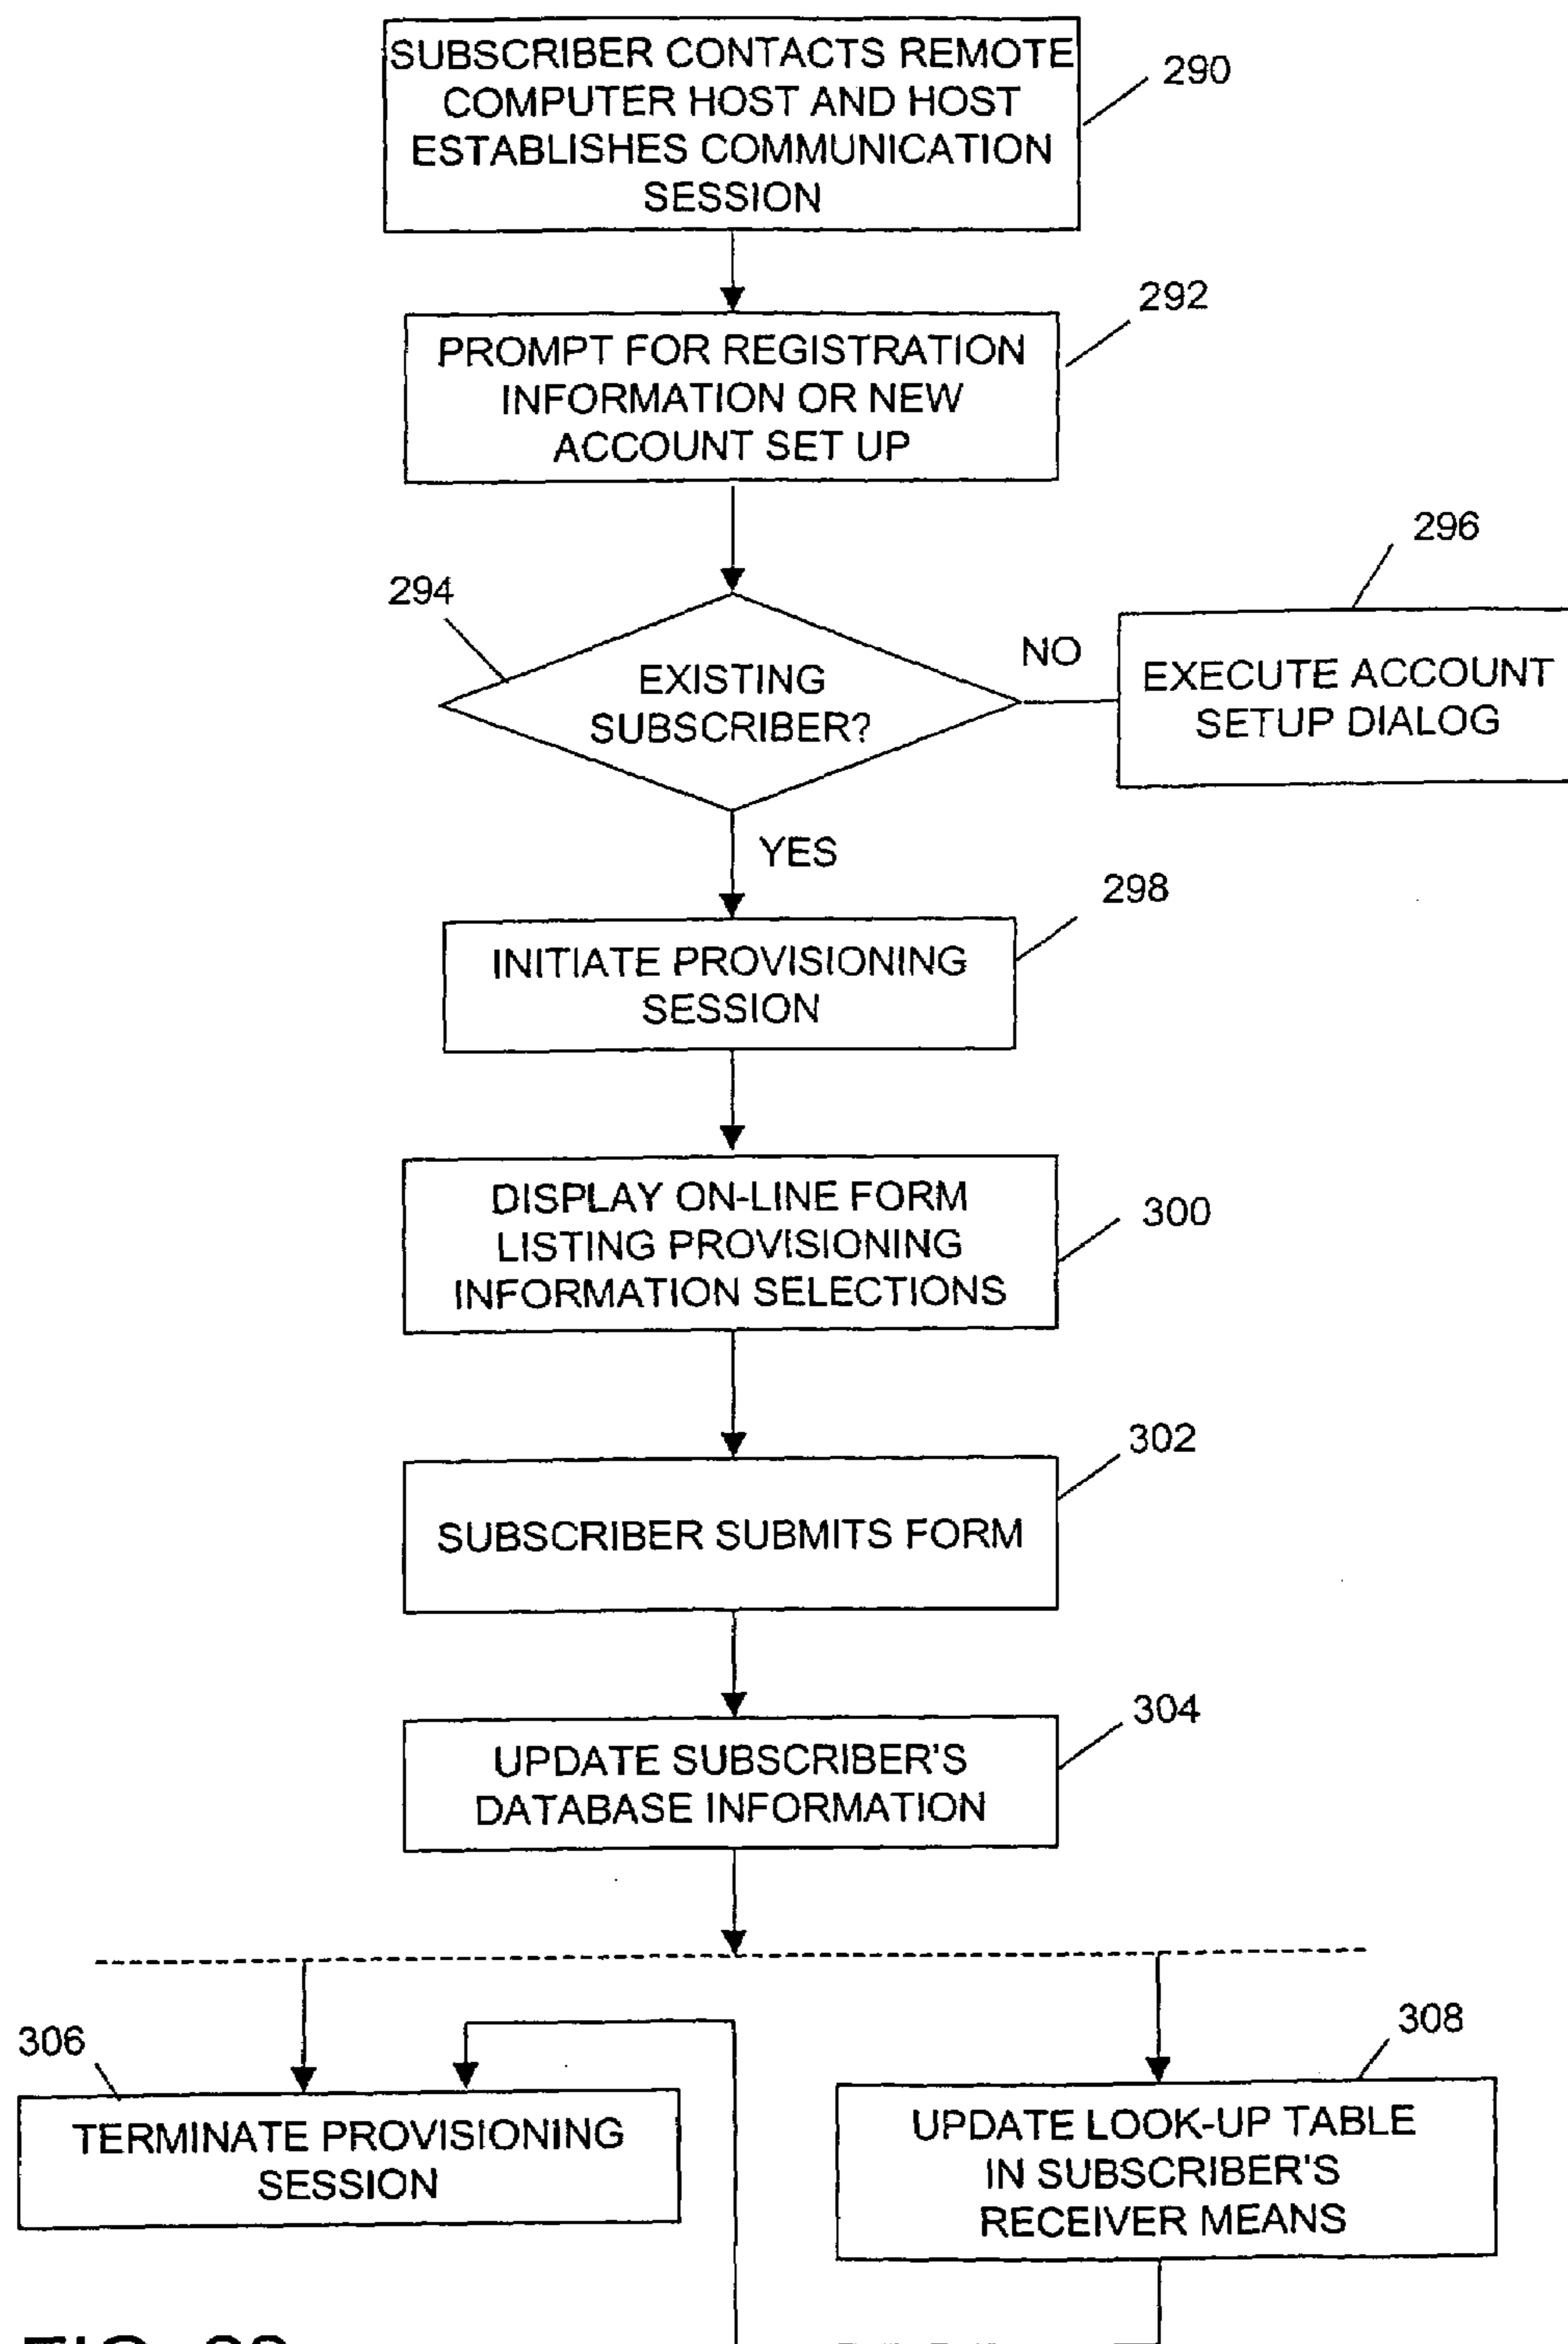 SUBSCRIBER CONTACTS REMOTE
COMPUTER HOST AND HOST
ESTABLISHES COMMUNICATION
SESSION
290
292
PROMPT FOR REGISTRATION
INFORMATION OR NEW
ACCOUNT SET UP
294
EXISTING
SUBSCRIBER?
NO
296
EXECUTE ACCOUNT
SETUP DIALOG
YES
298
INITIATE PROVISIONING
SESSION
DISPLAY ON-LINE FORM
LISTING PROVISIONING
INFORMATION SELECTIONS
300
302
SUBSCRIBER SUBMITS FORM
304
UPDATE SUBSCRIBER'S
DATABASE INFORMATION
306
TERMINATE PROVISIONING
SESSION
308
UPDATE LOOK-UP TABLE
IN SUBSCRIBER'S
RECEIVER MEANS